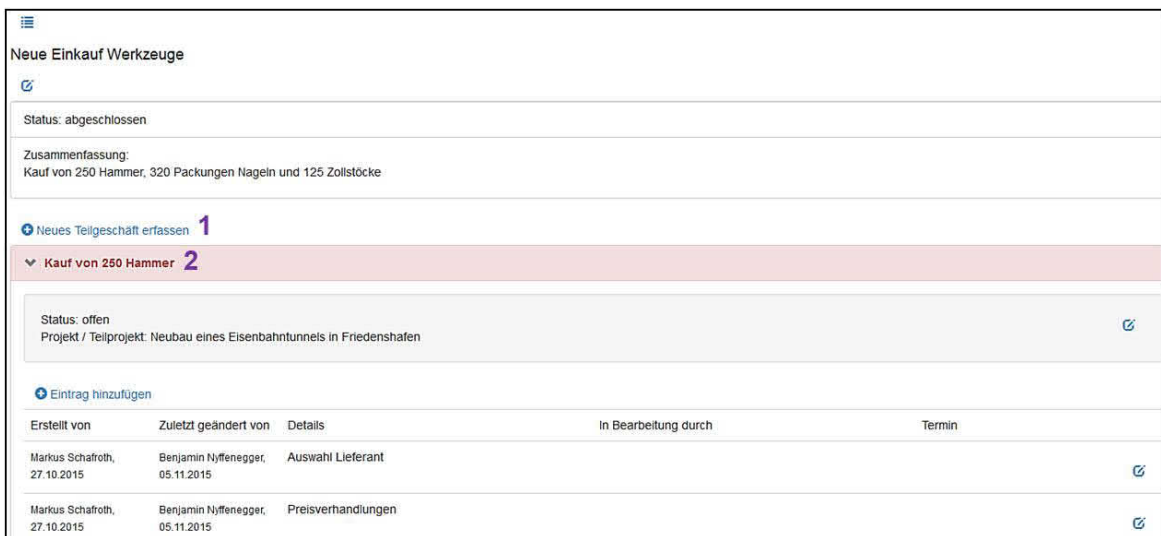 Neue Einkauf Werkzeuge
Status: abgeschlossen
Zusammenfassung:
Kauf von 250 Hammer, 320 Packungen Nageln und 125 Zollstöcke
Neues Teilgeschäft erfassen 1
Kauf von 250 Hammer 2
Status: offen
Projekt / Teilprojekt: Neubau eines Eisenbahntunnels in Friedenshafen
Eintrag hinzufügen
Erstellt von Zuletzt geändert von Details In Bearbeitung durch Termin
Markus Schafroth, Benjamin Nyffenegger, Auswahl Lieferant
27.10.2015 05.11.2015
Markus Schafroth, Benjamin Nyffenegger, Preisverhandlungen
27.10.2015 05.11.2015